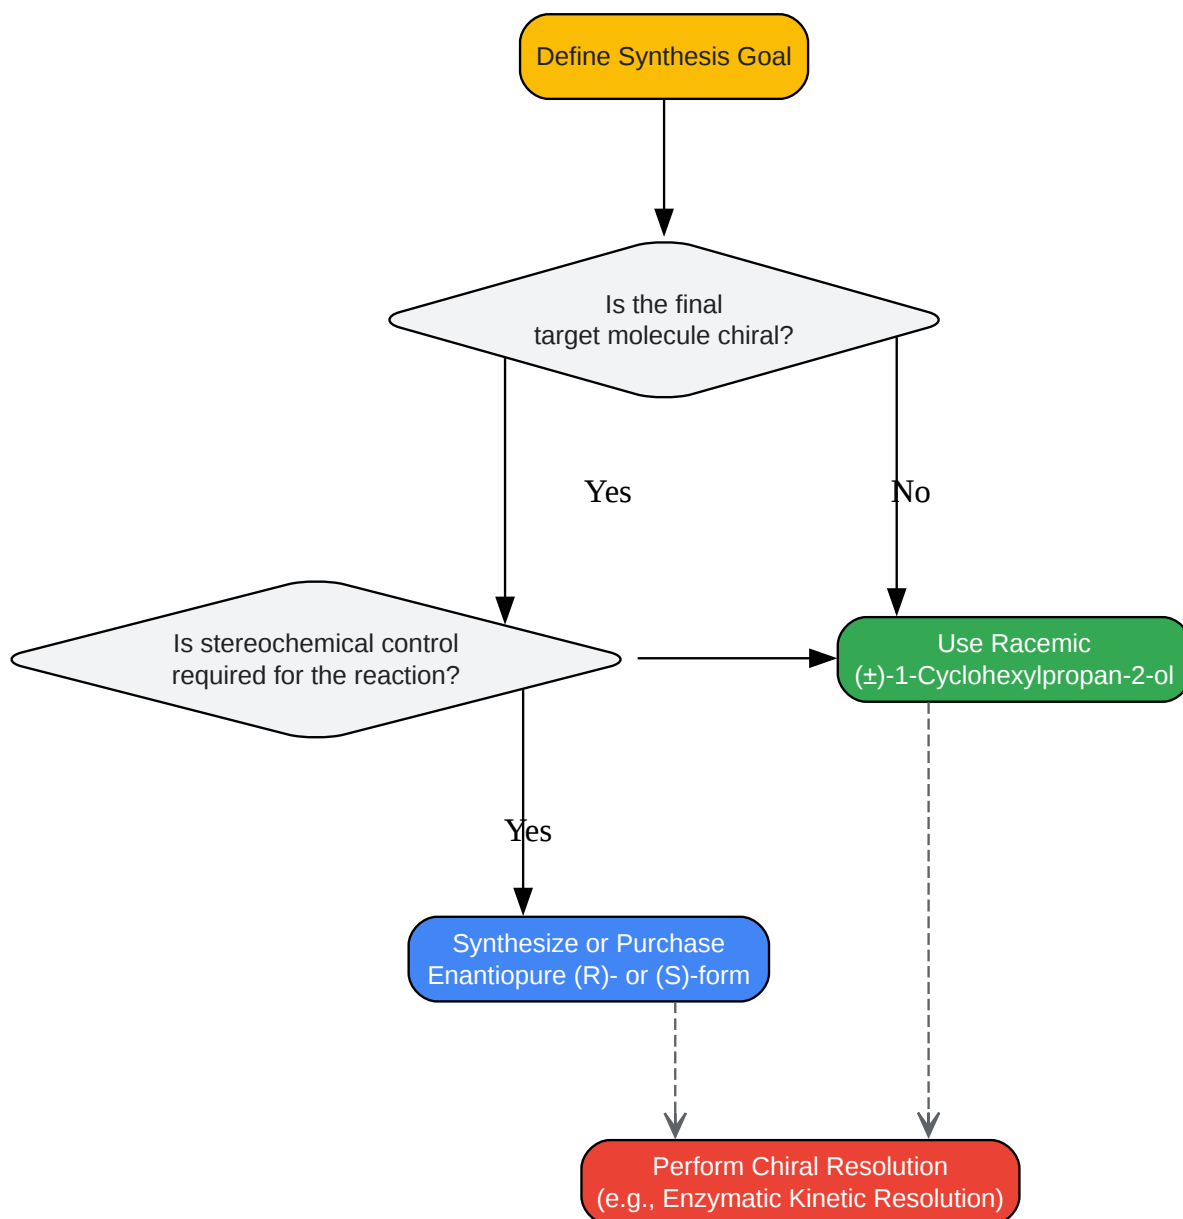 Define Synthesis Goal
Is the final
target molecule chiral?
Yes
No
Is stereochemical control
required for the reaction?
Use Racemic
(±)-1-Cyclohexylpropan-2-ol
Yes
Synthesize or Purchase
Enantiopure (R)- or (S)-form
Perform Chiral Resolution
(e.g., Enzymatic Kinetic Resolution)